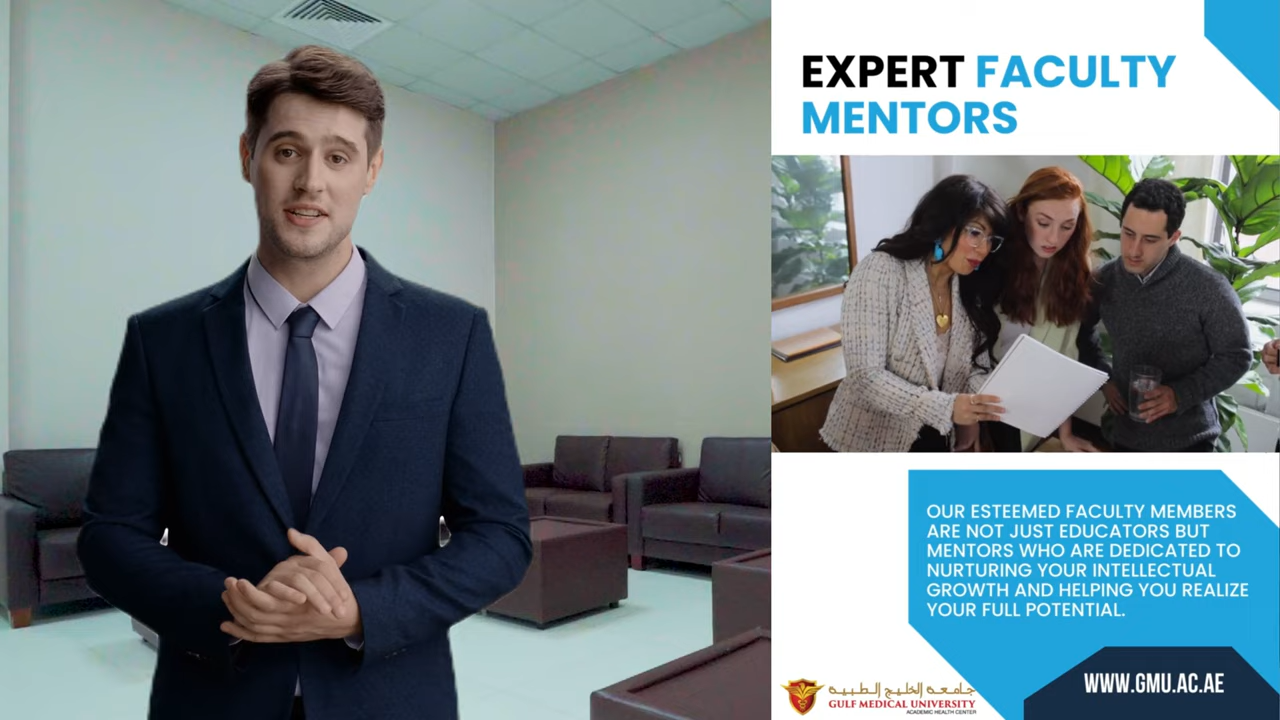 EXPERT FACULTY
MENTORS
OUR ESTEEMED FACULTY MEMBERS
ARE NOT JUST EDUCATORS BUT
MENTORS WHO ARE DEDICATED TO
NURTURING YOUR INTELLECTUAL
GROWTH AND HELPING YOU REALIZE
YOUR FULL POTENTIAL.
جامعة الخليج الطبية
GULF MEDICAL UNIVERSITY
ACADEMIC HEALTH CENTER
WWW.GMU.AC.AE